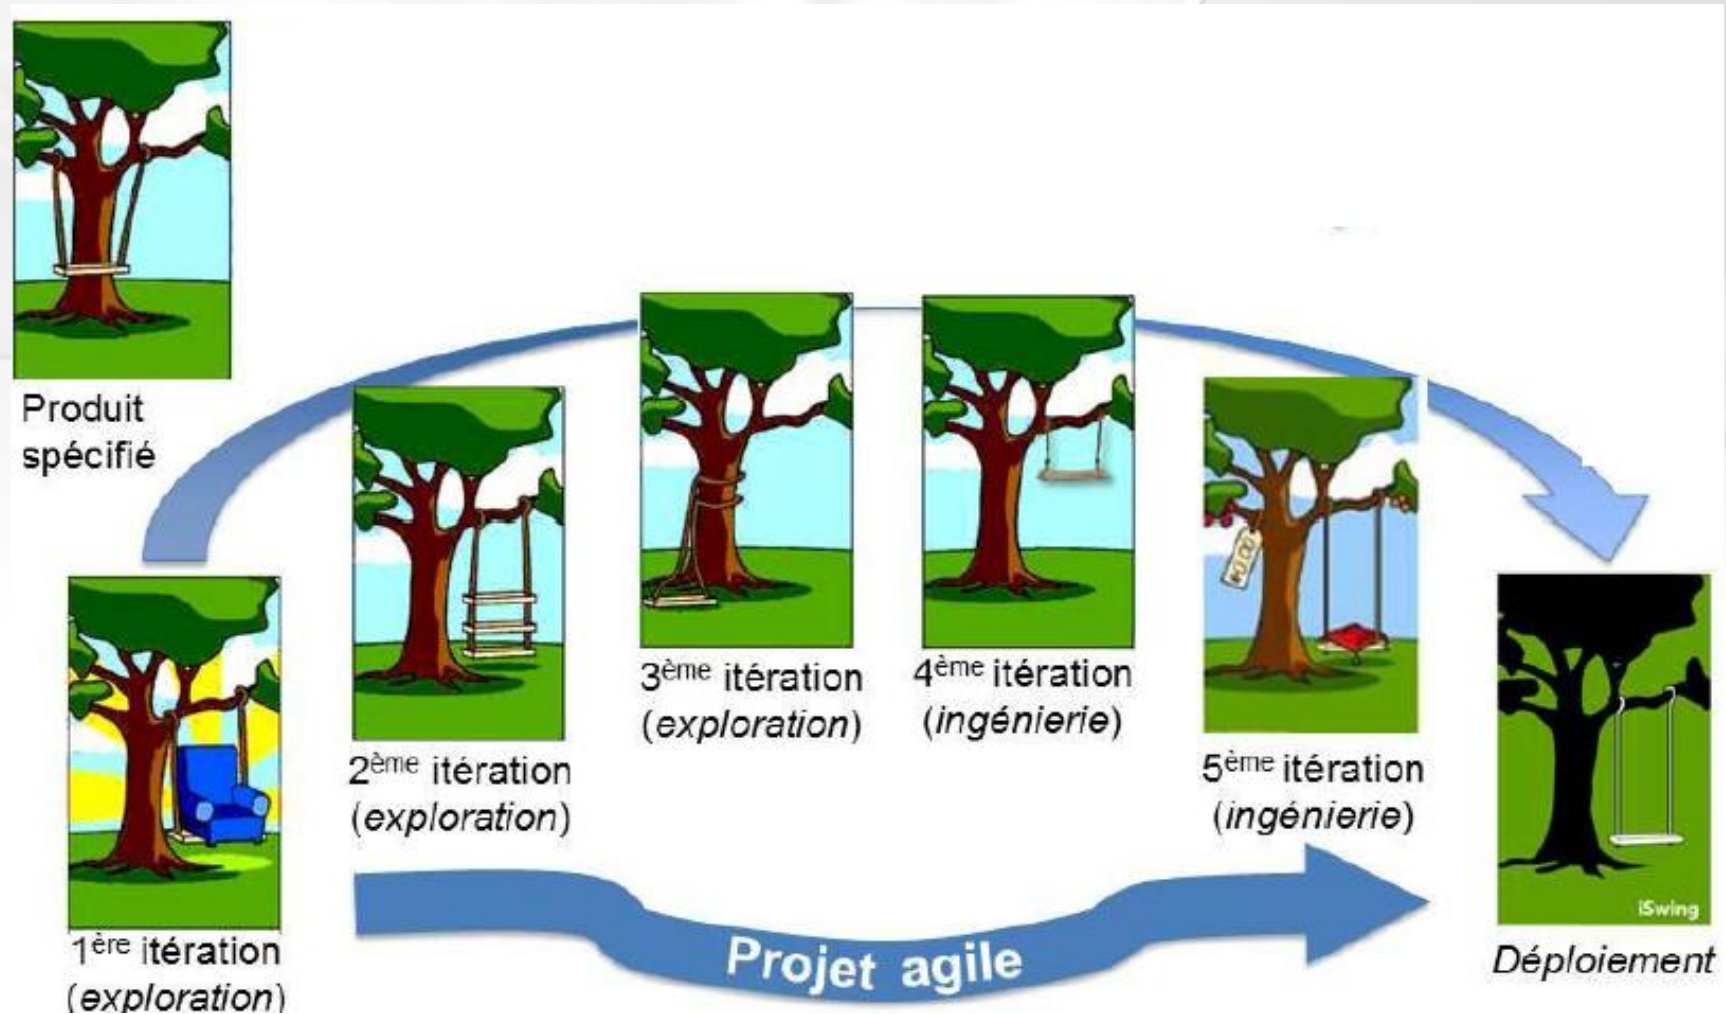 Produit
spécifié
1ère itération
(exploration)
2ème itération
(exploration)
3ème itération
(exploration)
4ème itération
(ingénierie)
5ème itération
(ingénierie)
iSwing
Déploiement
Projet agile